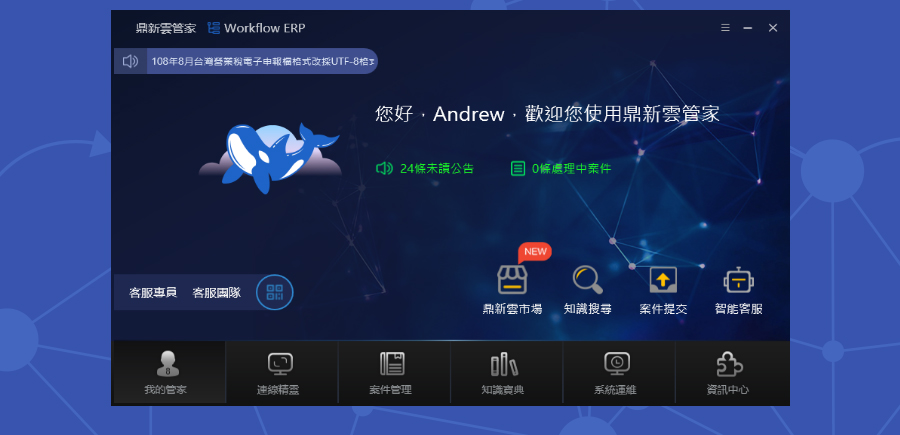 鼎新雲管家 Workflow ERP
108年8月台灣營業稅電子申報檔格式改採UTF-8格式
您好，Andrew，歡迎您使用鼎新雲管家
24條未讀公告 0條處理中案件
NEW
鼎新雲市場 知識搜尋 案件提交 智能客服
客服專員 客服團隊
我的管家 連線精靈 案件管理 知識寶典 系統運維 資訊中心